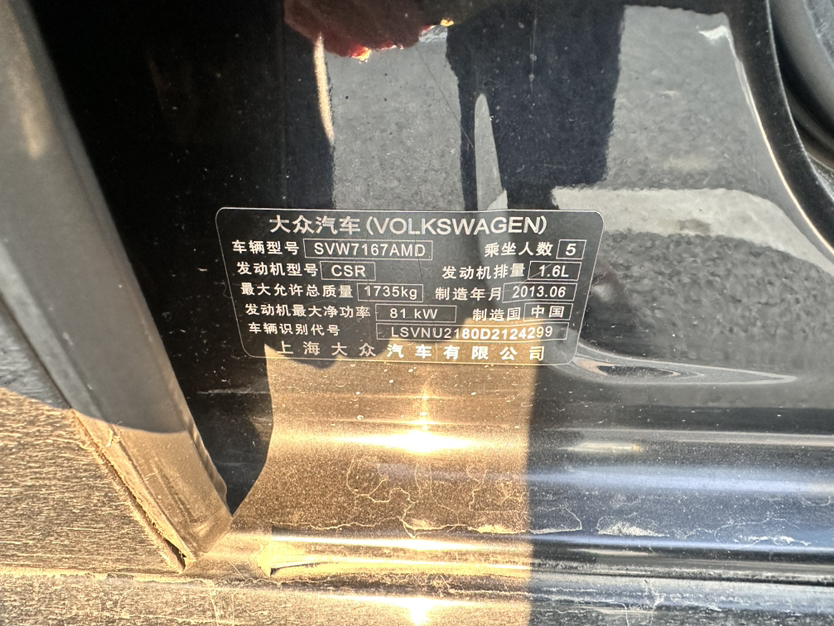 大众汽车(VOLKSWAGEN)
车辆型号 SVW7167AMD 乘坐人数 5
发动机型号 CSR 发动机排量 1.6L
最大允许总质量 1735kg 制造年月 2013.06
发动机最大净功率 81 kW 制造国 中国
车辆识别代号 LSVNU2180D2124299
上海大众汽车有限公司